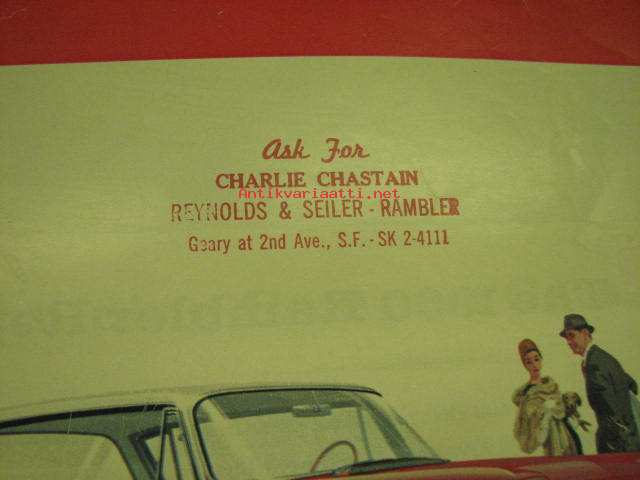 Ask For
CHARLIE CHASTAIN
Antikvariaatti.net
REYNOLDS & SEILER - RAMBLER
Geary at 2nd Ave., S.F. - SK 2-4111